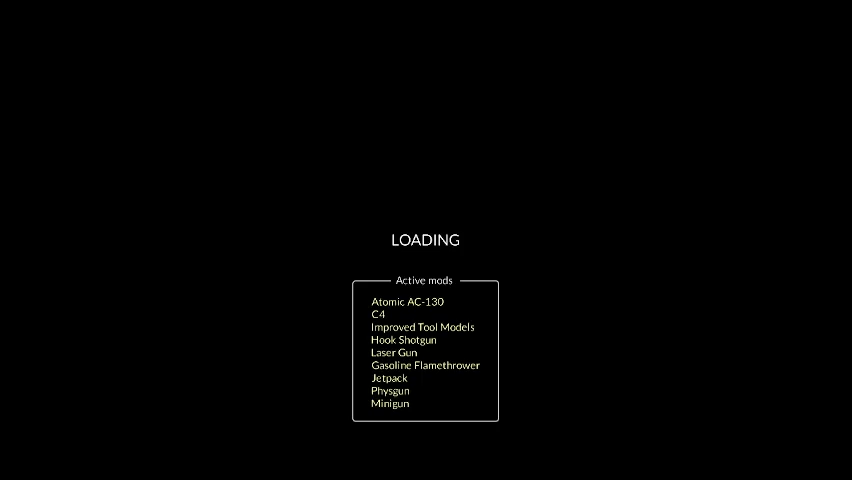 LOADING
Active mods
Atomic AC-130
C4
Improved Tool Models
Hook Shotgun
Laser Gun
Gasoline Flamethrower
Jetpack
Physgun
Minigun